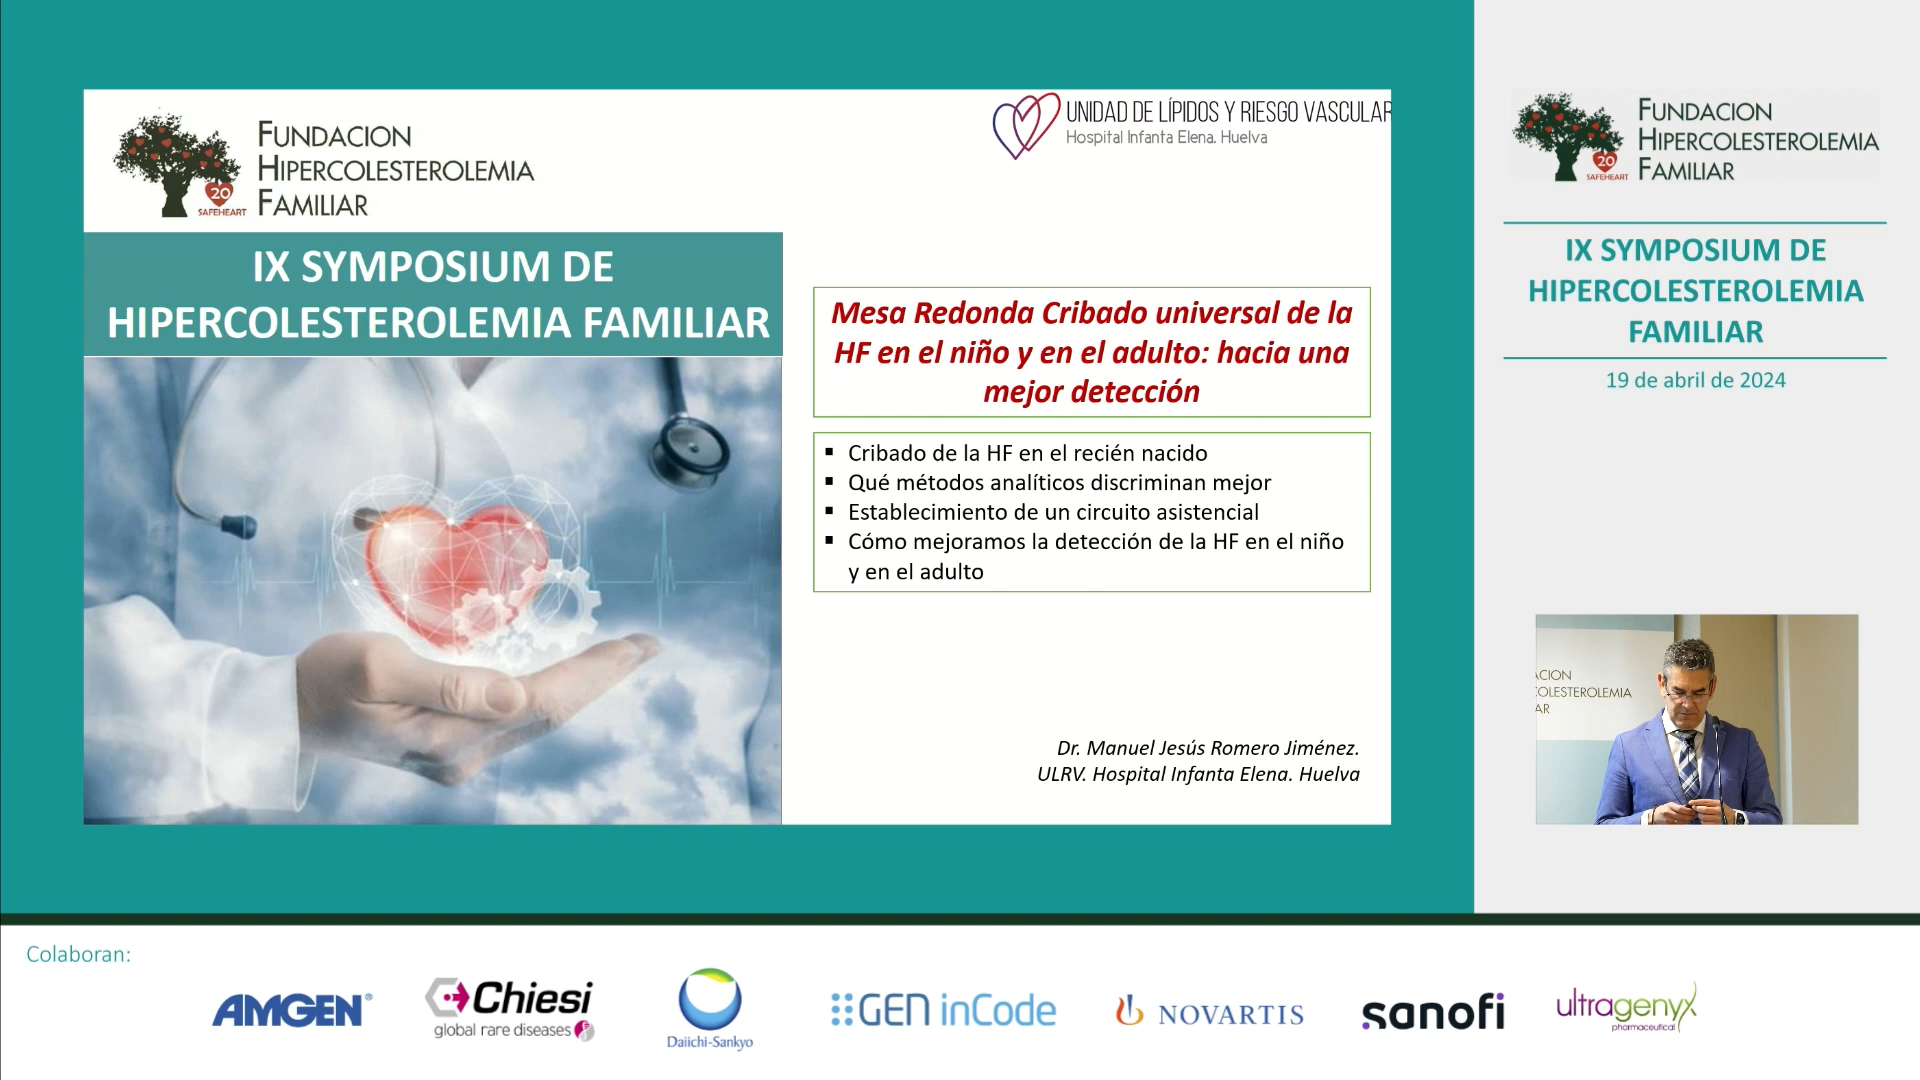 FUNDACION
HIPERCOLESTEROLEMIA
FAMILIAR
20
SAFEHEART
UNIDAD DE LÍPIDOS Y RIESGO VASCULAR
Hospital Infanta Elena. Huelva
IX SYMPOSIUM DE
HIPERCOLESTEROLEMIA FAMILIAR
Mesa Redonda Cribado universal de la
HF en el niño y en el adulto: hacia una
mejor detección
▪ Cribado de la HF en el recién nacido
▪ Qué métodos analíticos discriminan mejor
▪ Establecimiento de un circuito asistencial
▪ Cómo mejoramos la detección de la HF en el niño
y en el adulto
Dr. Manuel Jesús Romero Jiménez.
ULRV. Hospital Infanta Elena. Huelva
FUNDACION
HIPERCOLESTEROLEMIA
FAMILIAR
20
SAFEHEART
IX SYMPOSIUM DE
HIPERCOLESTEROLEMIA
FAMILIAR
19 de abril de 2024
ACION
COLESTEROLEMIA
AR
Colaboran:
AMGEN®
Chiesi
global rare diseases
Daiichi-Sankyo
GEN inCode
NOVARTIS
sanofi
ultragenyx
pharmaceutical